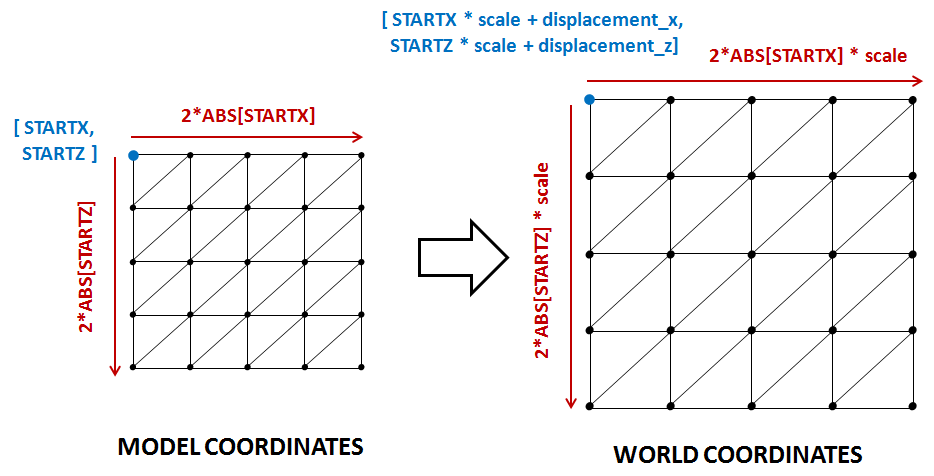 [ STARTX * scale + displacement_x,
STARTZ * scale + displacement_z]
2*ABS[STARTX] * scale
2*ABS[STARTX]
[ STARTX,
STARTZ ]
2*ABS[STARTZ]
2*ABS[STARTZ] * scale
MODEL COORDINATES
WORLD COORDINATES